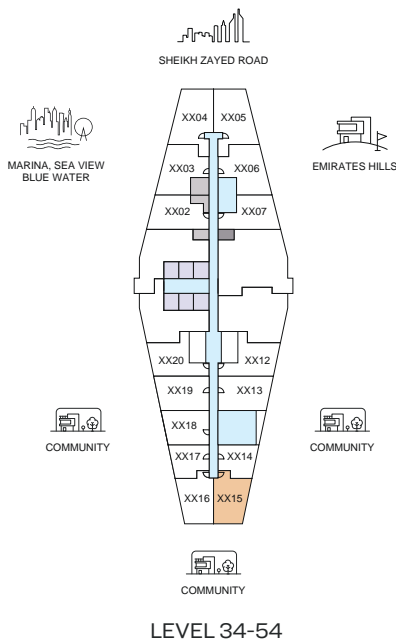 SHEIKH ZAYED ROAD
XX04 XX05
MARINA, SEA VIEW
BLUE WATER
XX03 XX06
EMIRATES HILLS
XX02 XX07
XX20 XX12
XX19 XX13
XX18
COMMUNITY
COMMUNITY
XX17 XX14
XX16 XX15
COMMUNITY
LEVEL 34-54